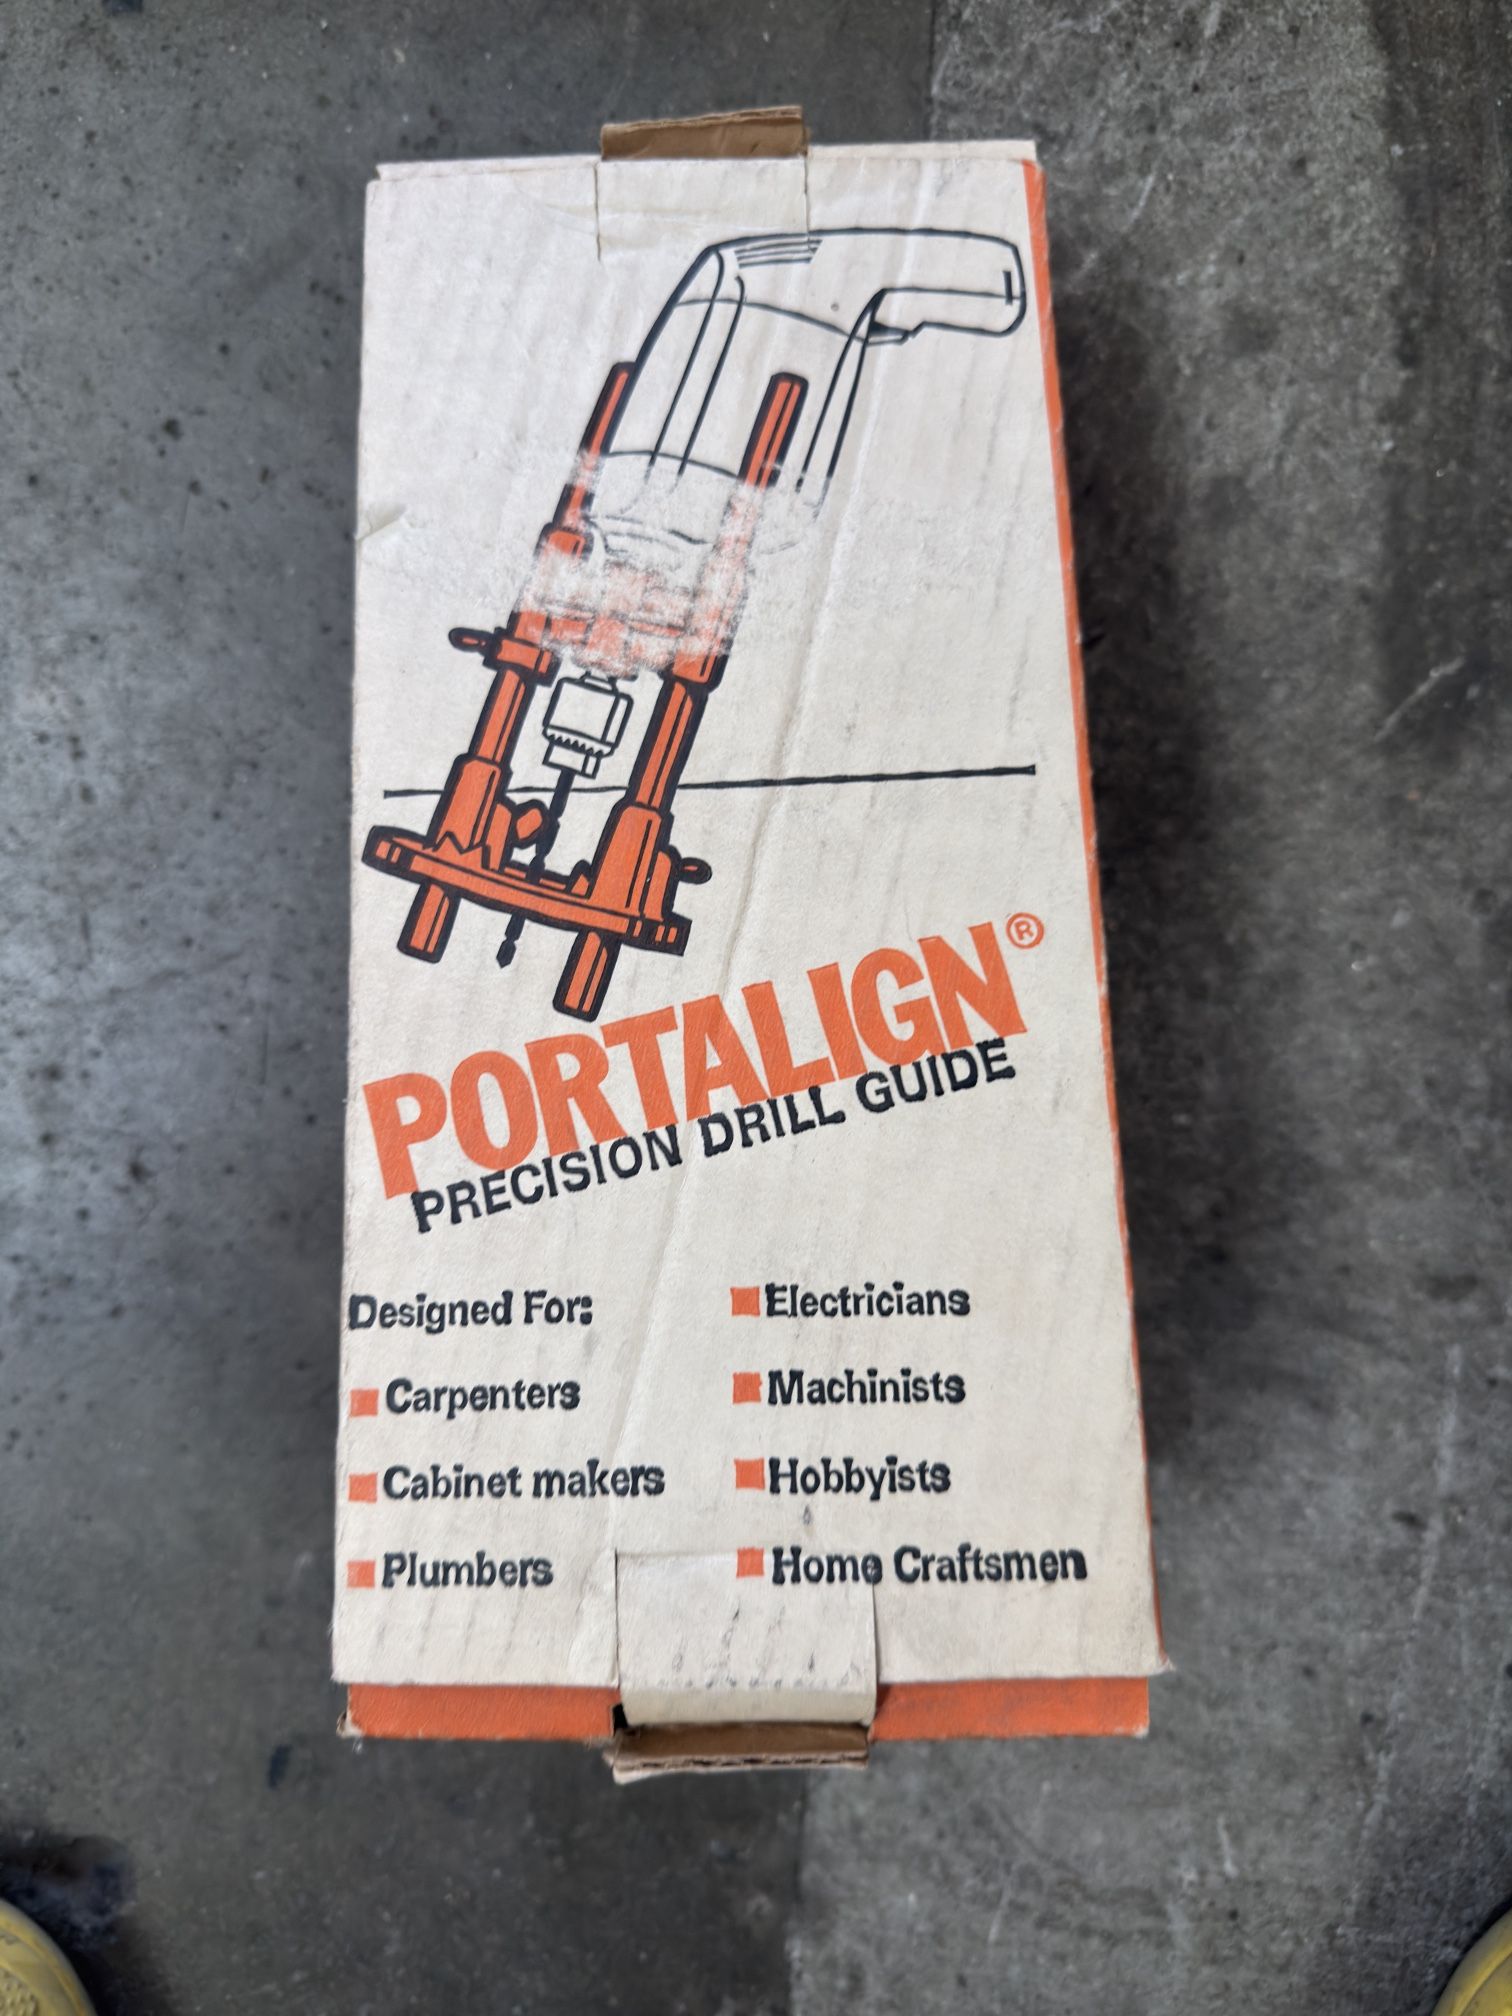 PORTALIGN®
PRECISION DRILL GUIDE
Designed For:
Carpenters
Cabinet makers
Plumbers
Electricians
Machinists
Hobbyists
Home Craftsmen